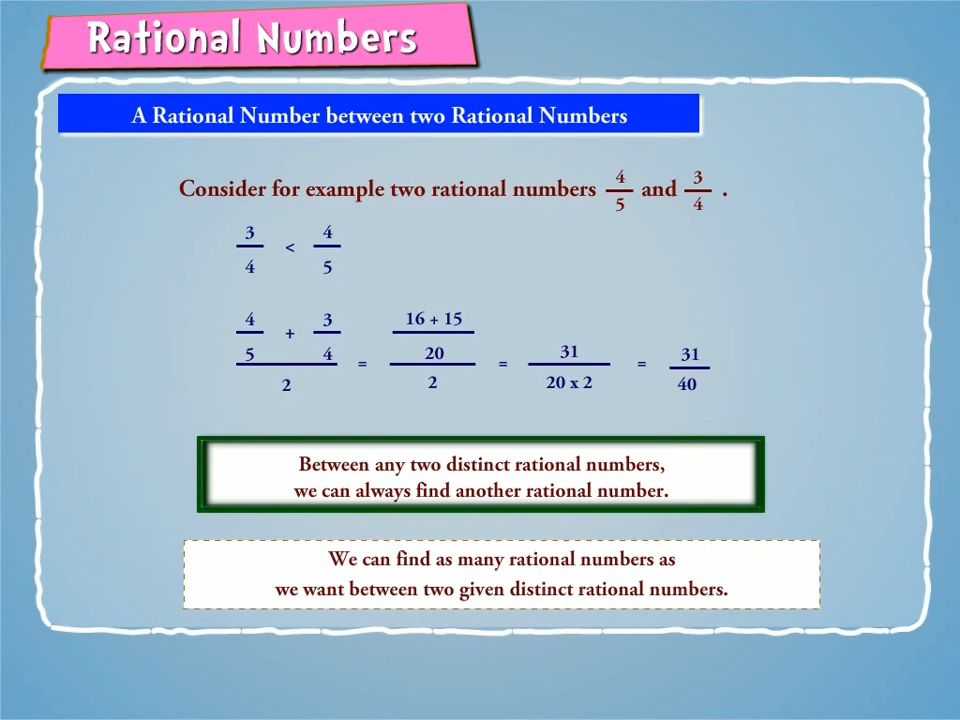 Rational Numbers
A Rational Number between two Rational Numbers
Consider for example two rational numbers 4/5 and 3/4 .
3/4 < 4/5
(4/5 + 3/4)/2 = ((16 + 15)/20)/2 = 31/(20 x 2) = 31/40
Between any two distinct rational numbers,
we can always find another rational number.
We can find as many rational numbers as
we want between two given distinct rational numbers.